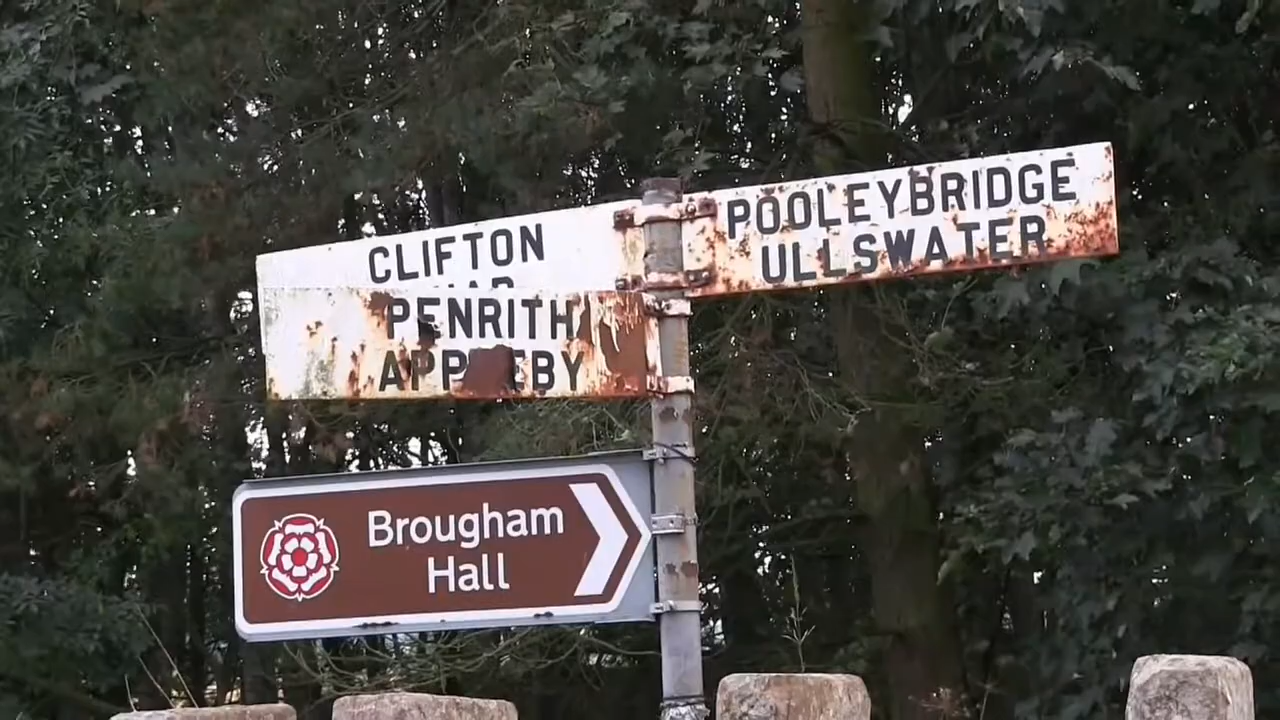 CLIFTON
POOLEYBRIDGE
ULLSWATER
PENRITH
APPLEBY
Brougham
Hall